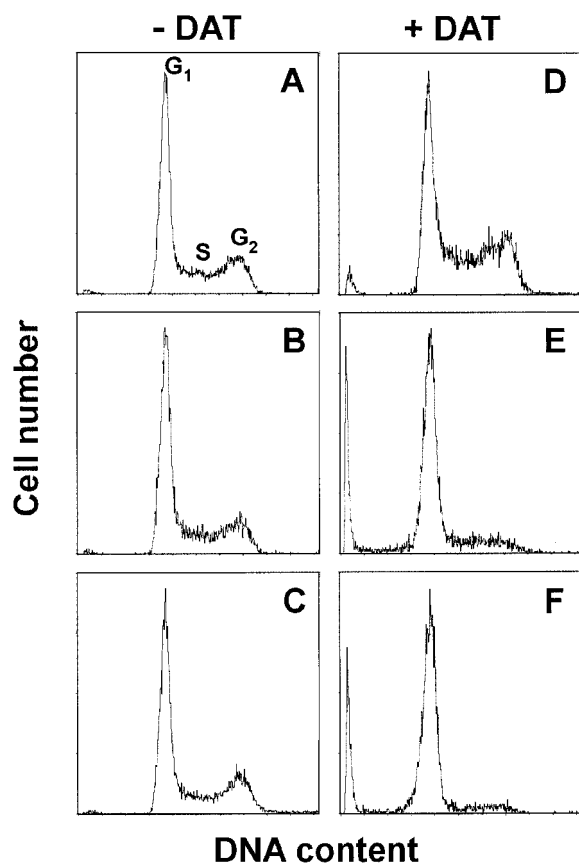 - DAT
+ DAT
G1
A
S
G2
D
B
E
C
F
Cell number
DNA content